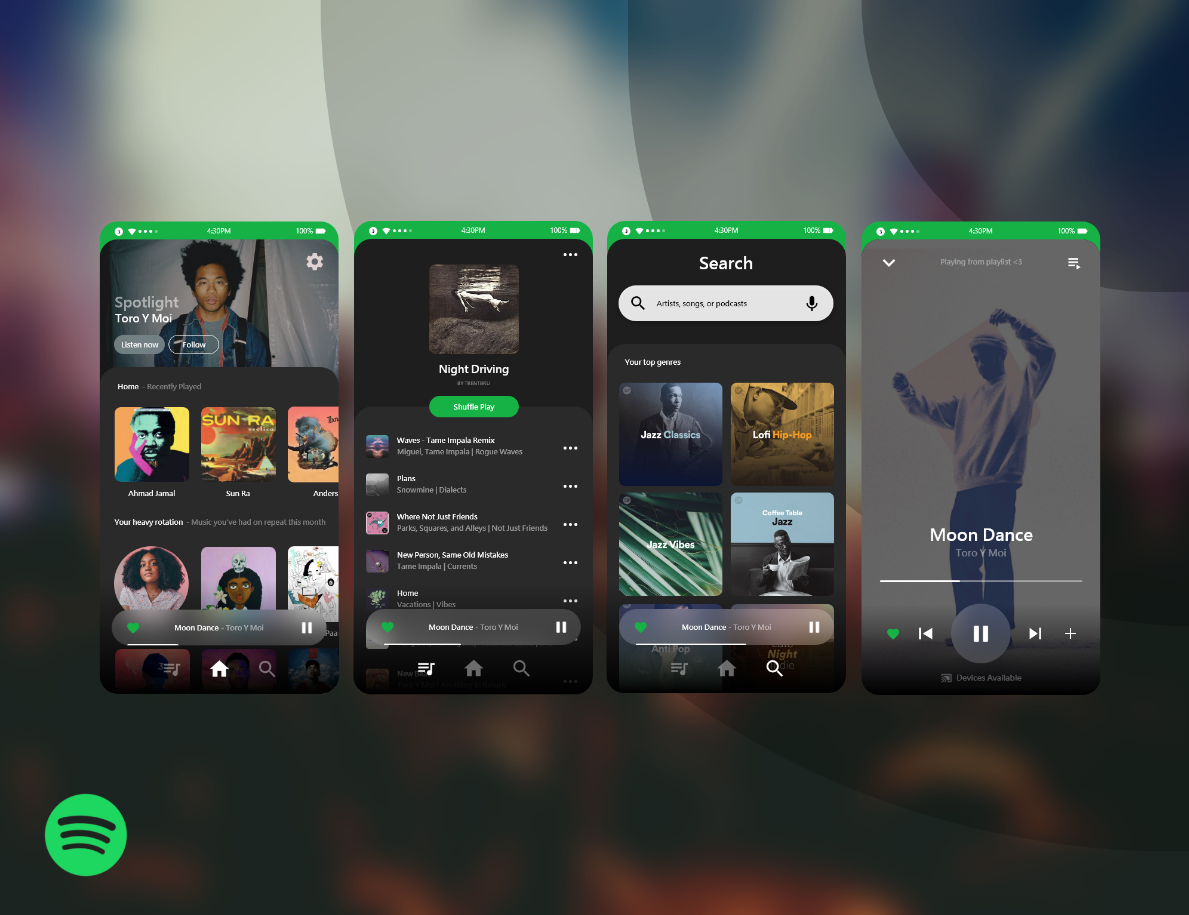 4:30PM
100%
Spotlight
Toro Y Moi
Listen now
Follow
Home - Recently Played
SUN RA
Ahmad Jamal
Sun Ra
Anders
Your heavy rotation - Music you've had on repeat this month
Paa
Moon Dance - Toro Y Moi
4:30PM
100%
Night Driving
Shuffle Play
Waves - Tame Impala Remix
Miguel, Tame Impala | Rogue Waves
Plans
Snowmine | Dialects
Where Not Just Friends
Parks, Squares, and Alleys | Not Just Friends
New Person, Same Old Mistakes
Tame Impala | Currents
Home
Vacations | Vibes
Moon Dance - Toro Y Moi
4:30PM
100%
Search
Artists, songs, or podcasts
Your top genres
Jazz Classics
Lofi Hip-Hop
Jazz Vibes
Coffee Table
Jazz
Moon Dance - Toro Y Moi
Anti Pop
Night
4:30PM
100%
Playing from playlist <3
Moon Dance
Toro Y Moi
Devices Available